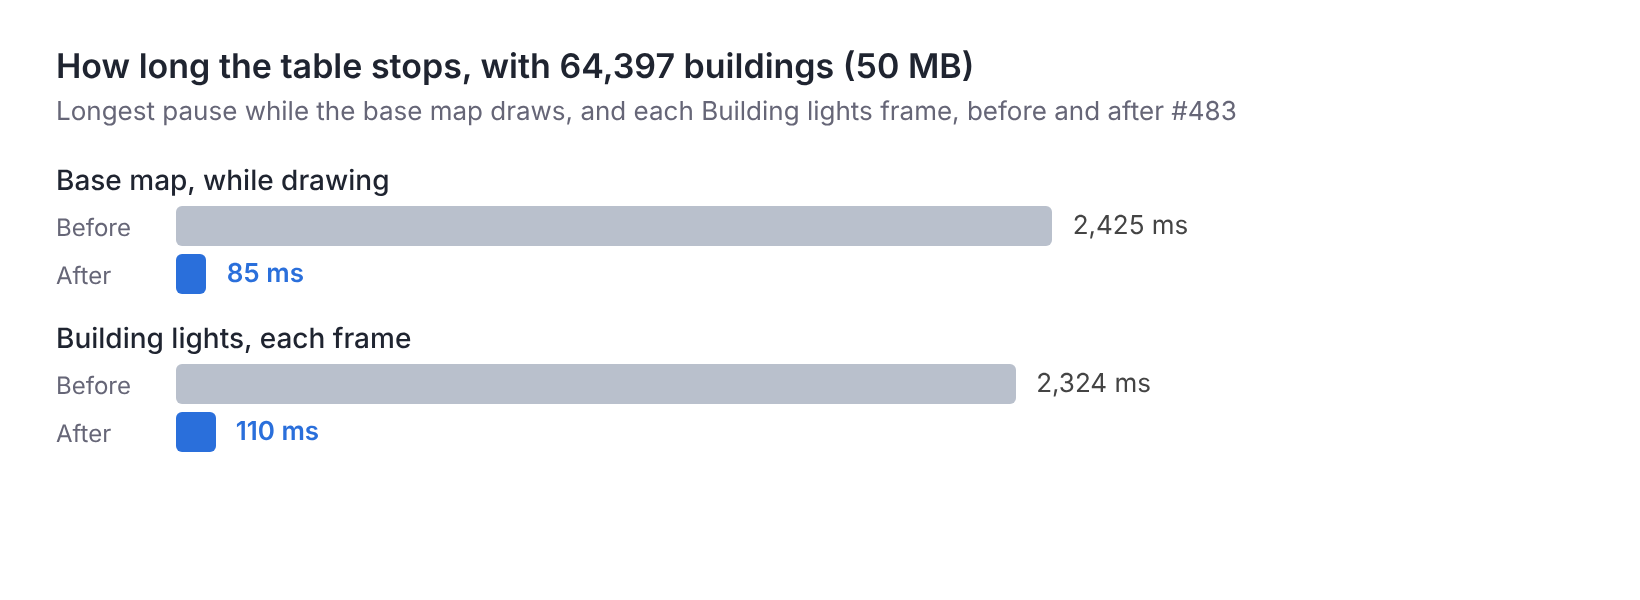 How long the table stops, with 64,397 buildings (50 MB)
Longest pause while the base map draws, and each Building lights frame, before and after #483
Base map, while drawing
Before 2,425 ms
After 85 ms
Building lights, each frame
Before 2,324 ms
After 110 ms